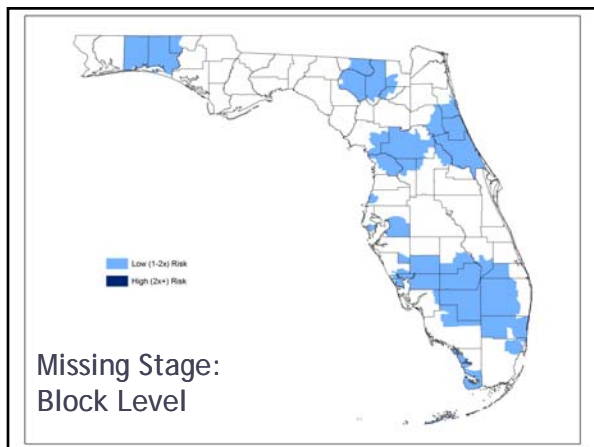 Low (1-2x) Risk
High (2x+) Risk
Missing Stage:
Block Level